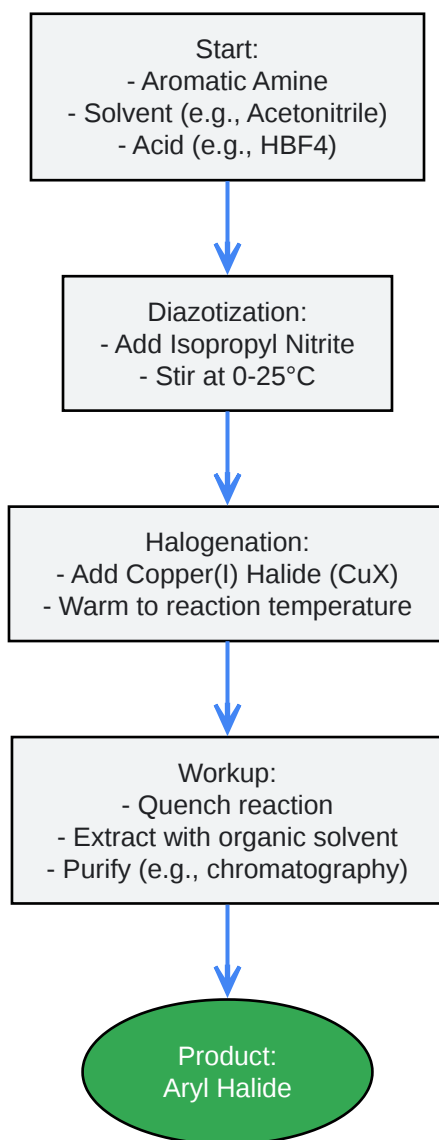 Start:
- Aromatic Amine
- Solvent (e.g., Acetonitrile)
- Acid (e.g., HBF4)
Diazotization:
- Add Isopropyl Nitrite
- Stir at 0-25°C
Halogenation:
- Add Copper(I) Halide (CuX)
- Warm to reaction temperature
Workup:
- Quench reaction
- Extract with organic solvent
- Purify (e.g., chromatography)
Product:
Aryl Halide